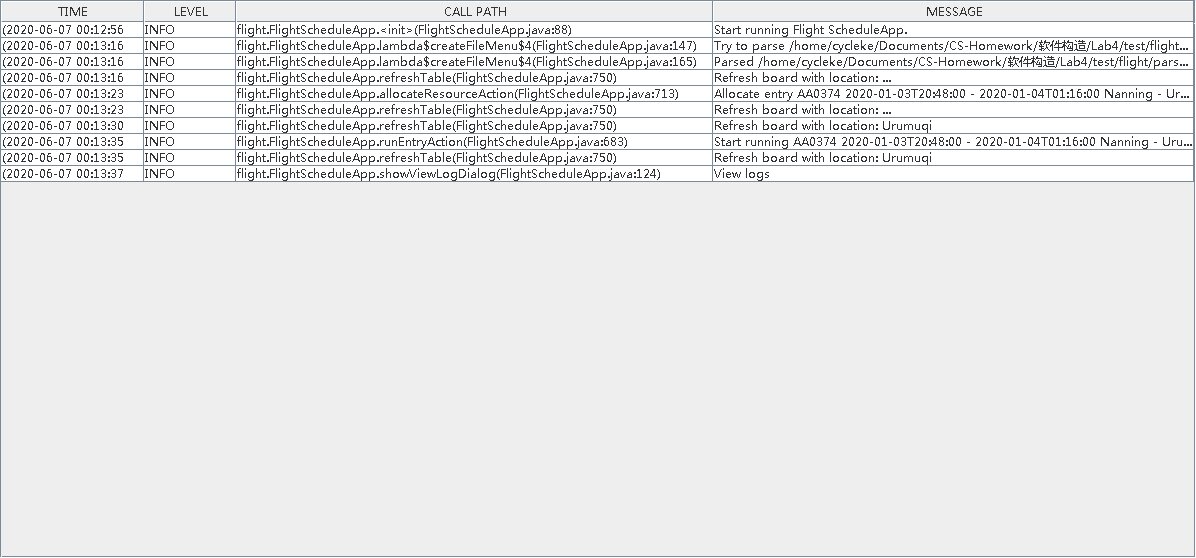 TIME LEVEL CALL PATH MESSAGE
(2020-06-07 00:12:56 INFO flight.FlightScheduleApp.<init>(FlightScheduleApp.java:88) Start running Flight ScheduleApp.
(2020-06-07 00:13:16 INFO flight.FlightScheduleApp.lambda$createFileMenu$4(FlightScheduleApp.java:147) Try to parse /home/cycleke/Documents/CS-Homework/软件构造/Lab4/test/flight...
(2020-06-07 00:13:16 INFO flight.FlightScheduleApp.lambda$createFileMenu$4(FlightScheduleApp.java:165) Parsed /home/cycleke/Documents/CS-Homework/软件构造/Lab4/test/flight/pars...
(2020-06-07 00:13:16 INFO flight.FlightScheduleApp.refreshTable(FlightScheduleApp.java:750) Refresh board with location: ...
(2020-06-07 00:13:23 INFO flight.FlightScheduleApp.allocateResourceAction(FlightScheduleApp.java:713) Allocate entry AA0374 2020-01-03T20:48:00 - 2020-01-04T01:16:00 Nanning - Ur...
(2020-06-07 00:13:23 INFO flight.FlightScheduleApp.refreshTable(FlightScheduleApp.java:750) Refresh board with location: ...
(2020-06-07 00:13:30 INFO flight.FlightScheduleApp.refreshTable(FlightScheduleApp.java:750) Refresh board with location: Urumuqi
(2020-06-07 00:13:35 INFO flight.FlightScheduleApp.runEntryAction(FlightScheduleApp.java:683) Start running AA0374 2020-01-03T20:48:00 - 2020-01-04T01:16:00 Nanning - Uru...
(2020-06-07 00:13:35 INFO flight.FlightScheduleApp.refreshTable(FlightScheduleApp.java:750) Refresh board with location: Urumuqi
(2020-06-07 00:13:37 INFO flight.FlightScheduleApp.showViewLogDialog(FlightScheduleApp.java:124) View logs